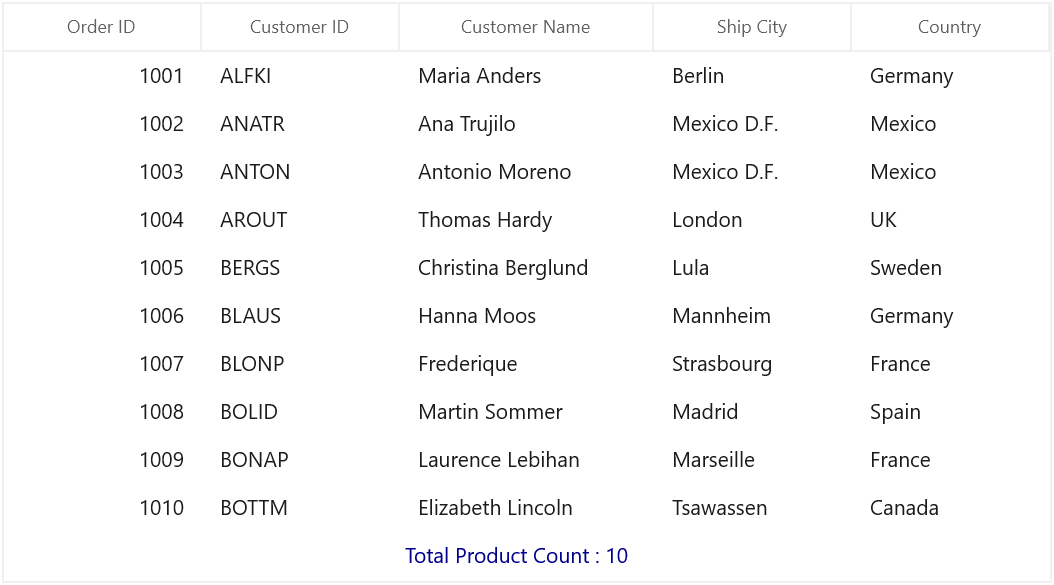 Order ID Customer ID Customer Name Ship City Country
1001 ALFKI Maria Anders Berlin Germany
1002 ANATR Ana Trujilo Mexico D.F. Mexico
1003 ANTON Antonio Moreno Mexico D.F. Mexico
1004 AROUT Thomas Hardy London UK
1005 BERGS Christina Berglund Lula Sweden
1006 BLAUS Hanna Moos Mannheim Germany
1007 BLONP Frederique Strasbourg France
1008 BOLID Martin Sommer Madrid Spain
1009 BONAP Laurence Lebihan Marseille France
1010 BOTTM Elizabeth Lincoln Tsawassen Canada
Total Product Count : 10